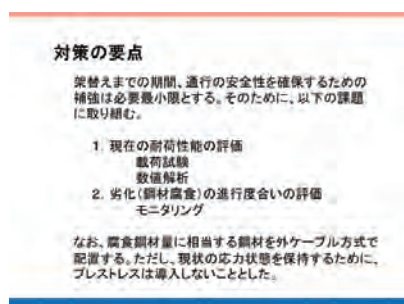 対策の要点
架替えまでの期間、通行の安全性を確保するための
補強は必要最小限とする。そのために、以下の課題
に取り組む。
1. 現在の耐荷性能の評価
載荷試験
数値解析
2. 劣化(鋼材腐食)の進行度合いの評価
モニタリング
なお、腐食鋼材量に相当する鋼材を外ケーブル方式で
配置する。ただし、現状の応力状態を保持するために、
プレストレスは導入しないこととした。